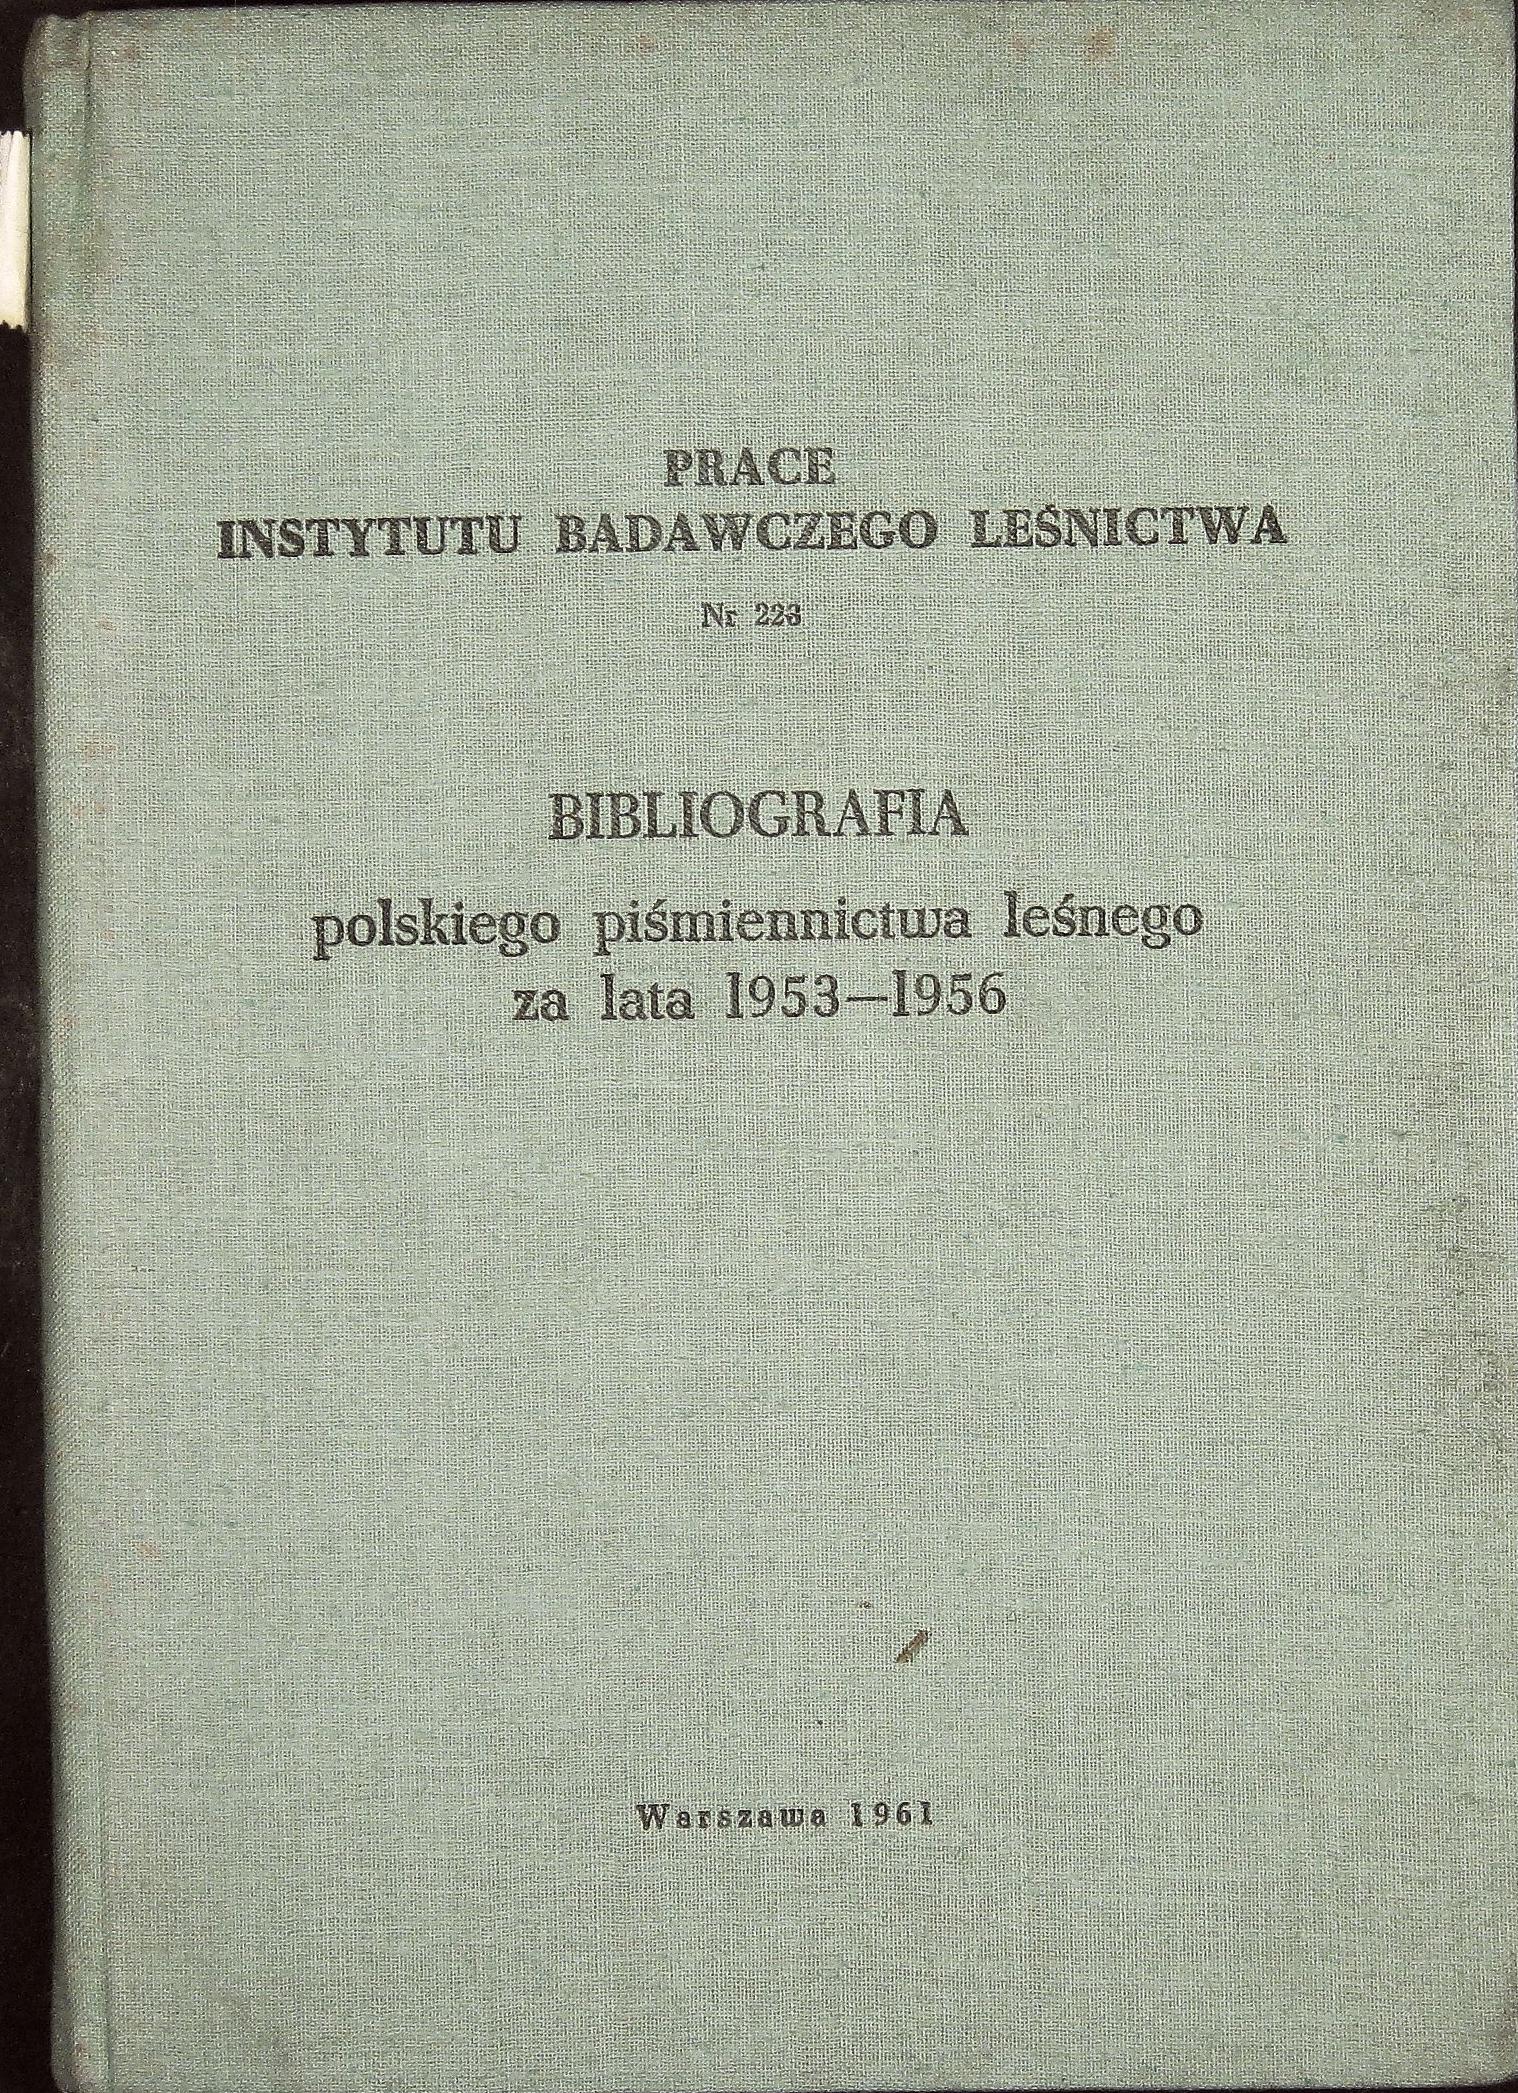 PRACE
INSTYTUTU BADAWCZEGO LEŚNICTWA
Nr 223
BIBLIOGRAFIA
polskiego piśmiennictwa leśnego
za lata 1953—1956
Warszawa 1961